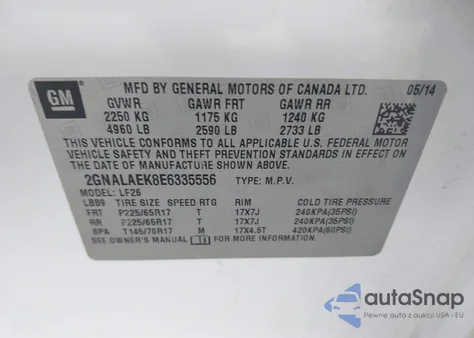 GM
MFD BY GENERAL MOTORS OF CANADA LTD. 05/14
GVWR GAWR FRT GAWR RR
2250 KG 1175 KG 1240 KG
4960 LB 2590 LB 2733 LB
THIS VEHICLE CONFORMS TO ALL APPLICABLE U.S. FEDERAL MOTOR
VEHICLE SAFETY, BUMPER, AND THEFT PREVENTION STANDARDS
IN EFFECT ON THE DATE OF MANUFACTURE SHOWN ABOVE.
2GNALAEK8E6335556 TYPE: M.P.V.
MODEL: LF26
LBB9 TIRE SIZE SPEED RTG RIM COLD TIRE PRESSURE
FRT P225/65R17 T 17X7J 240KPA(35PSI)
RR P225/65R17 T 17X7J 240KPA(35PSI)
SPA T145/70R17 M 17X4.5T 420KPA(60PSI)
SEE OWNER'S MANUAL FOR MORE INFORMATION
autoSnap
Pewne auta z aukcji USA - EU